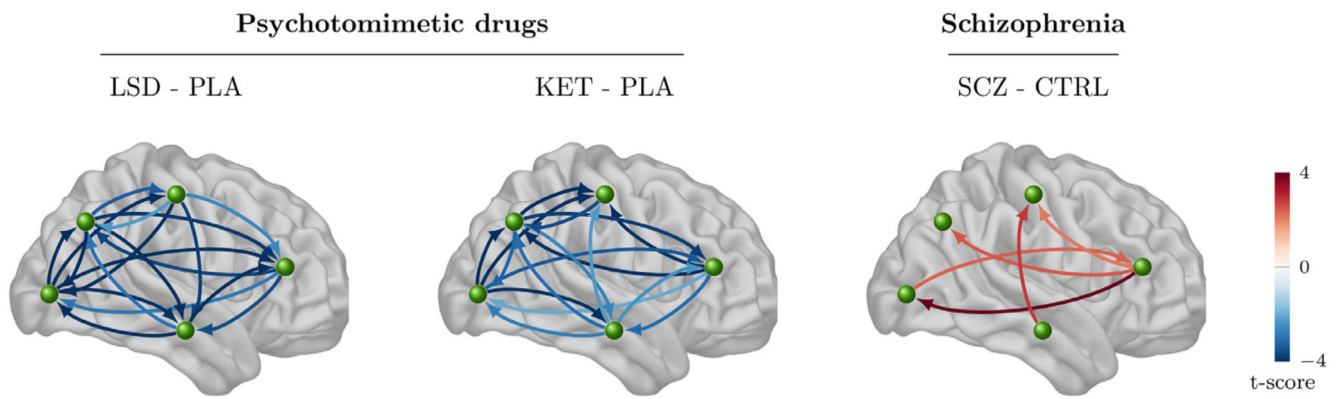 Psychotomimetic drugs
Schizophrenia
LSD - PLA
KET - PLA
SCZ - CTRL
4
0
−4
t-score